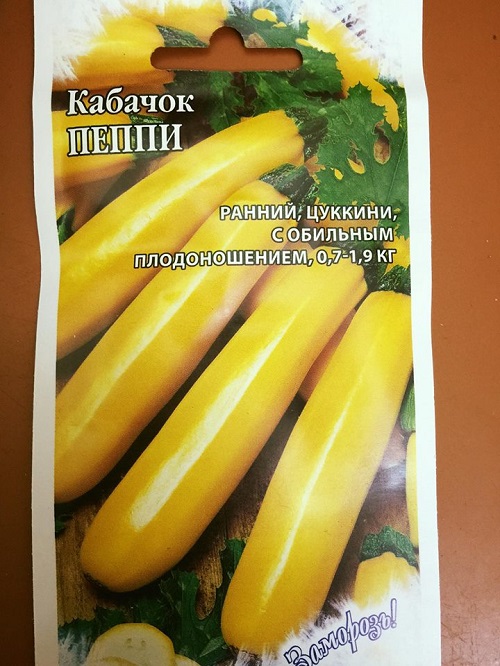 Кабачок
ПЕППИ
РАННИЙ, ЦУККИНИ,
С ОБИЛЬНЫМ
ПЛОДОНОШЕНИЕМ, 0,7-1,9 КГ
Заморозь!